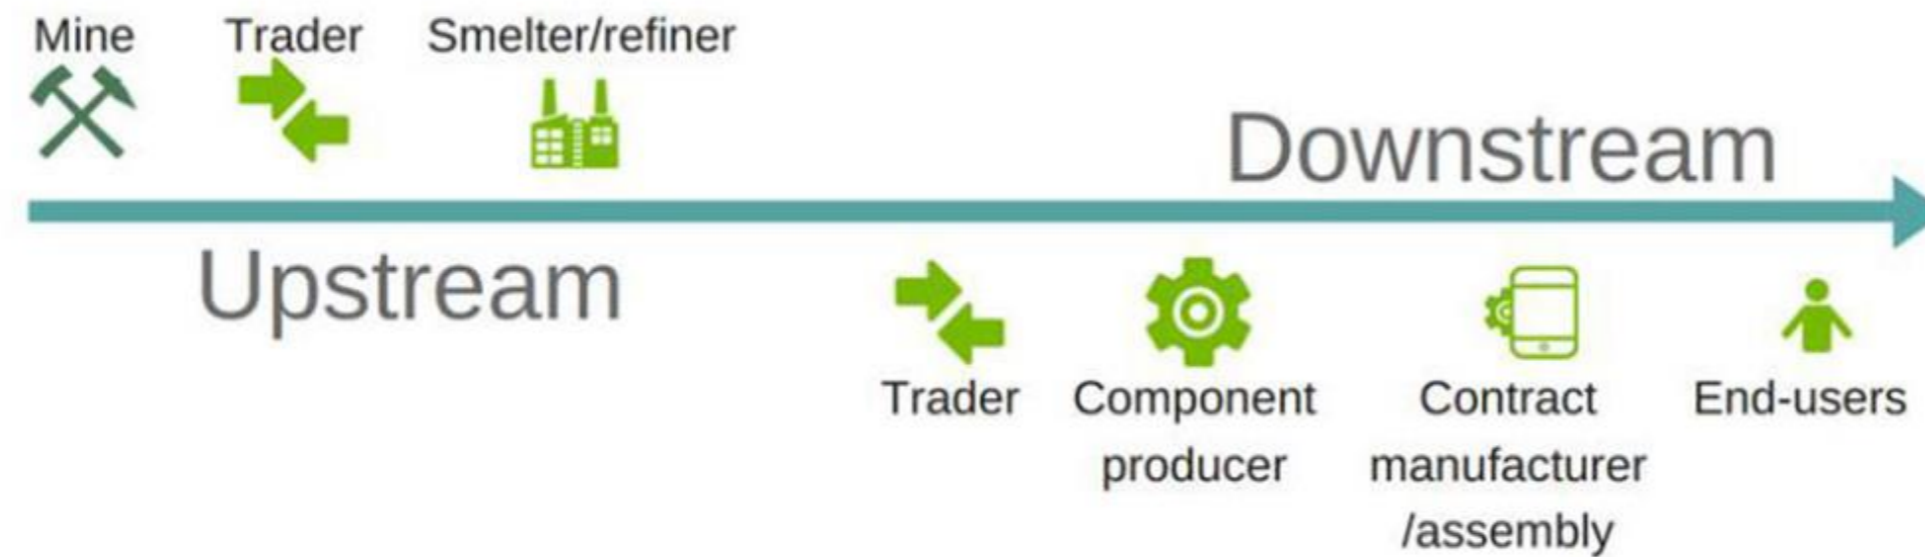 Mine
Trader
Smelter/refiner
Downstream
Upstream
Trader
Component
producer
Contract
manufacturer
/assembly
End-users